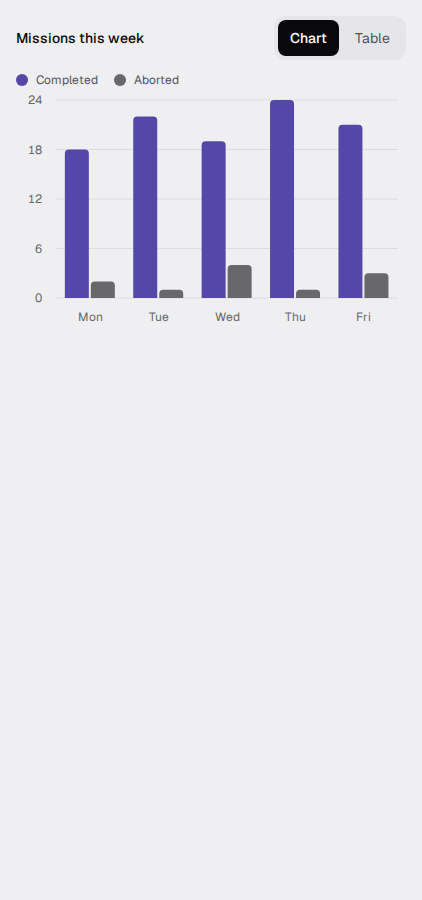 Missions this week
Chart Table
Completed Aborted
24
18
12
6
0
Mon Tue Wed Thu Fri